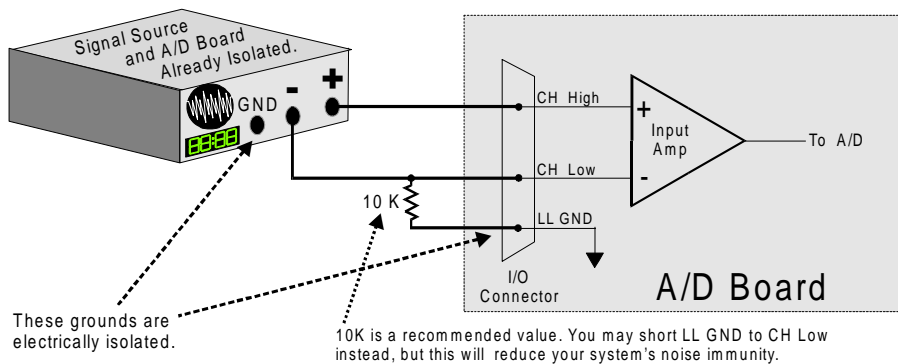 Signal Source
and A/D Board
Already Isolated.
GND
-
+
88:88
CH High
+
Input
Amp
To A/D
CH Low
-
10 K
LL GND
I/O
Connector
A/D Board
These grounds are
electrically isolated.
10K is a recommended value. You may short LL GND to CH Low
instead, but this will reduce your system's noise immunity.